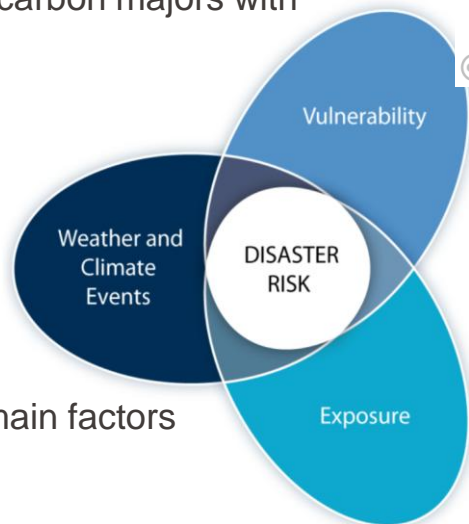 carbon majors with
Vulnerability
Weather and
Climate
Events
DISASTER
RISK
main factors
Exposure